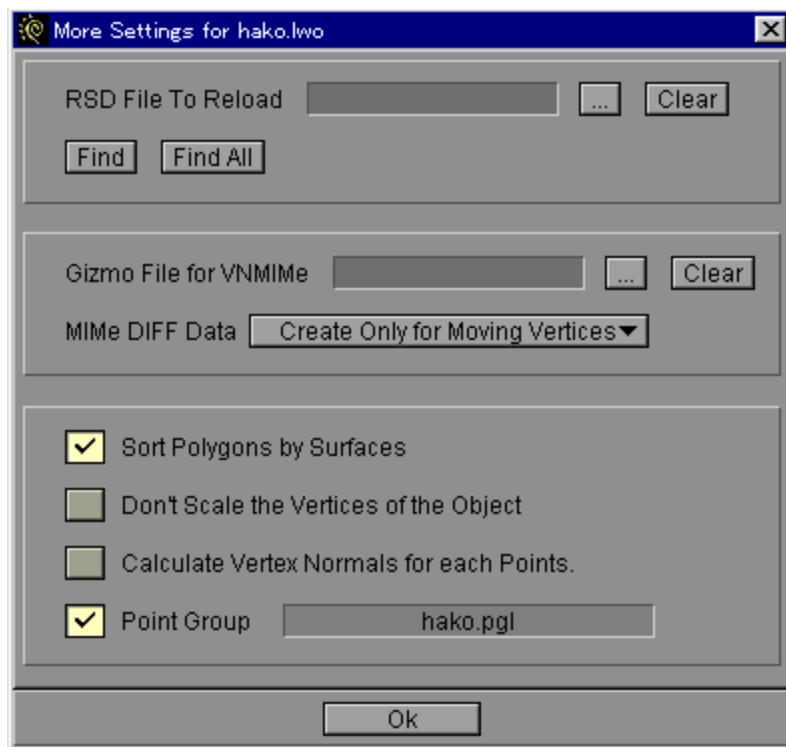 More Settings for hako.lwo
RSD File To Reload ... Clear
Find Find All
Gizmo File for VNMIMe ... Clear
MIMe DIFF Data Create Only for Moving Vertices
Sort Polygons by Surfaces
Don't Scale the Vertices of the Object
Calculate Vertex Normals for each Points.
Point Group hako.pgl
Ok